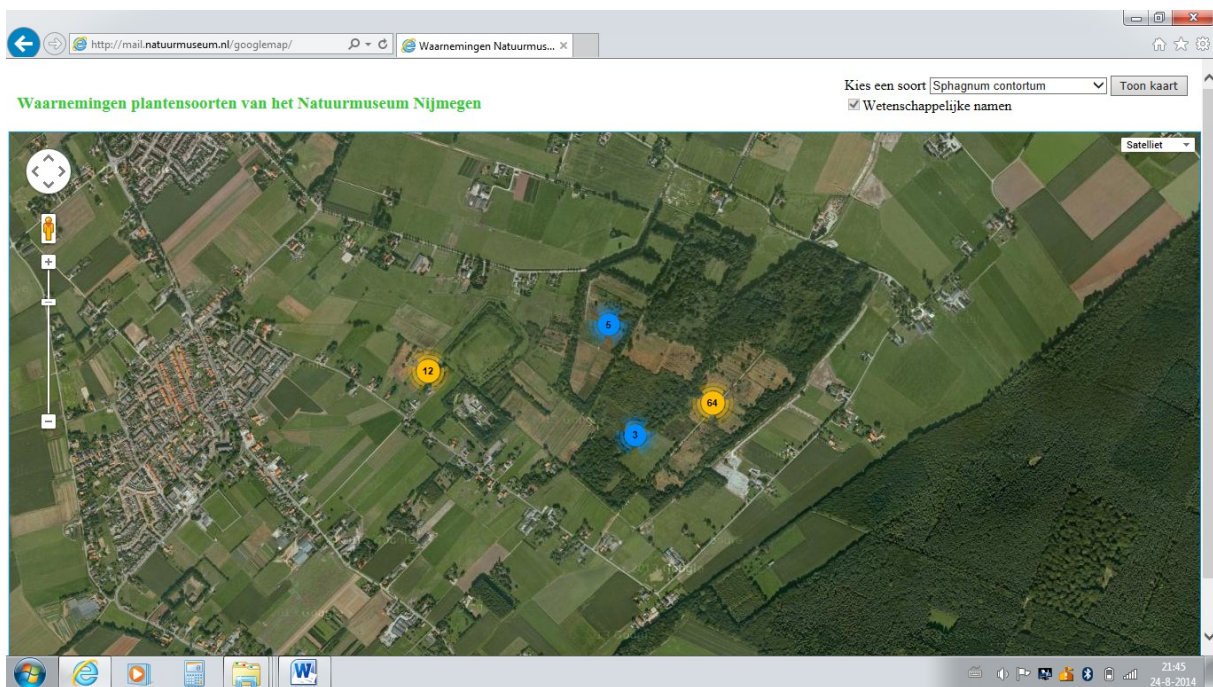 http://mail.natuurmuseum.nl/googlemap/
Waarnemingen Natuurmus...
Kies een soort Sphagnum contortum Toon kaart
Wetenschappelijke namen
Waarnemingen plantensoorten van het Natuurmuseum Nijmegen
Satelliet
5
12
64
3
21:45
24-8-2014